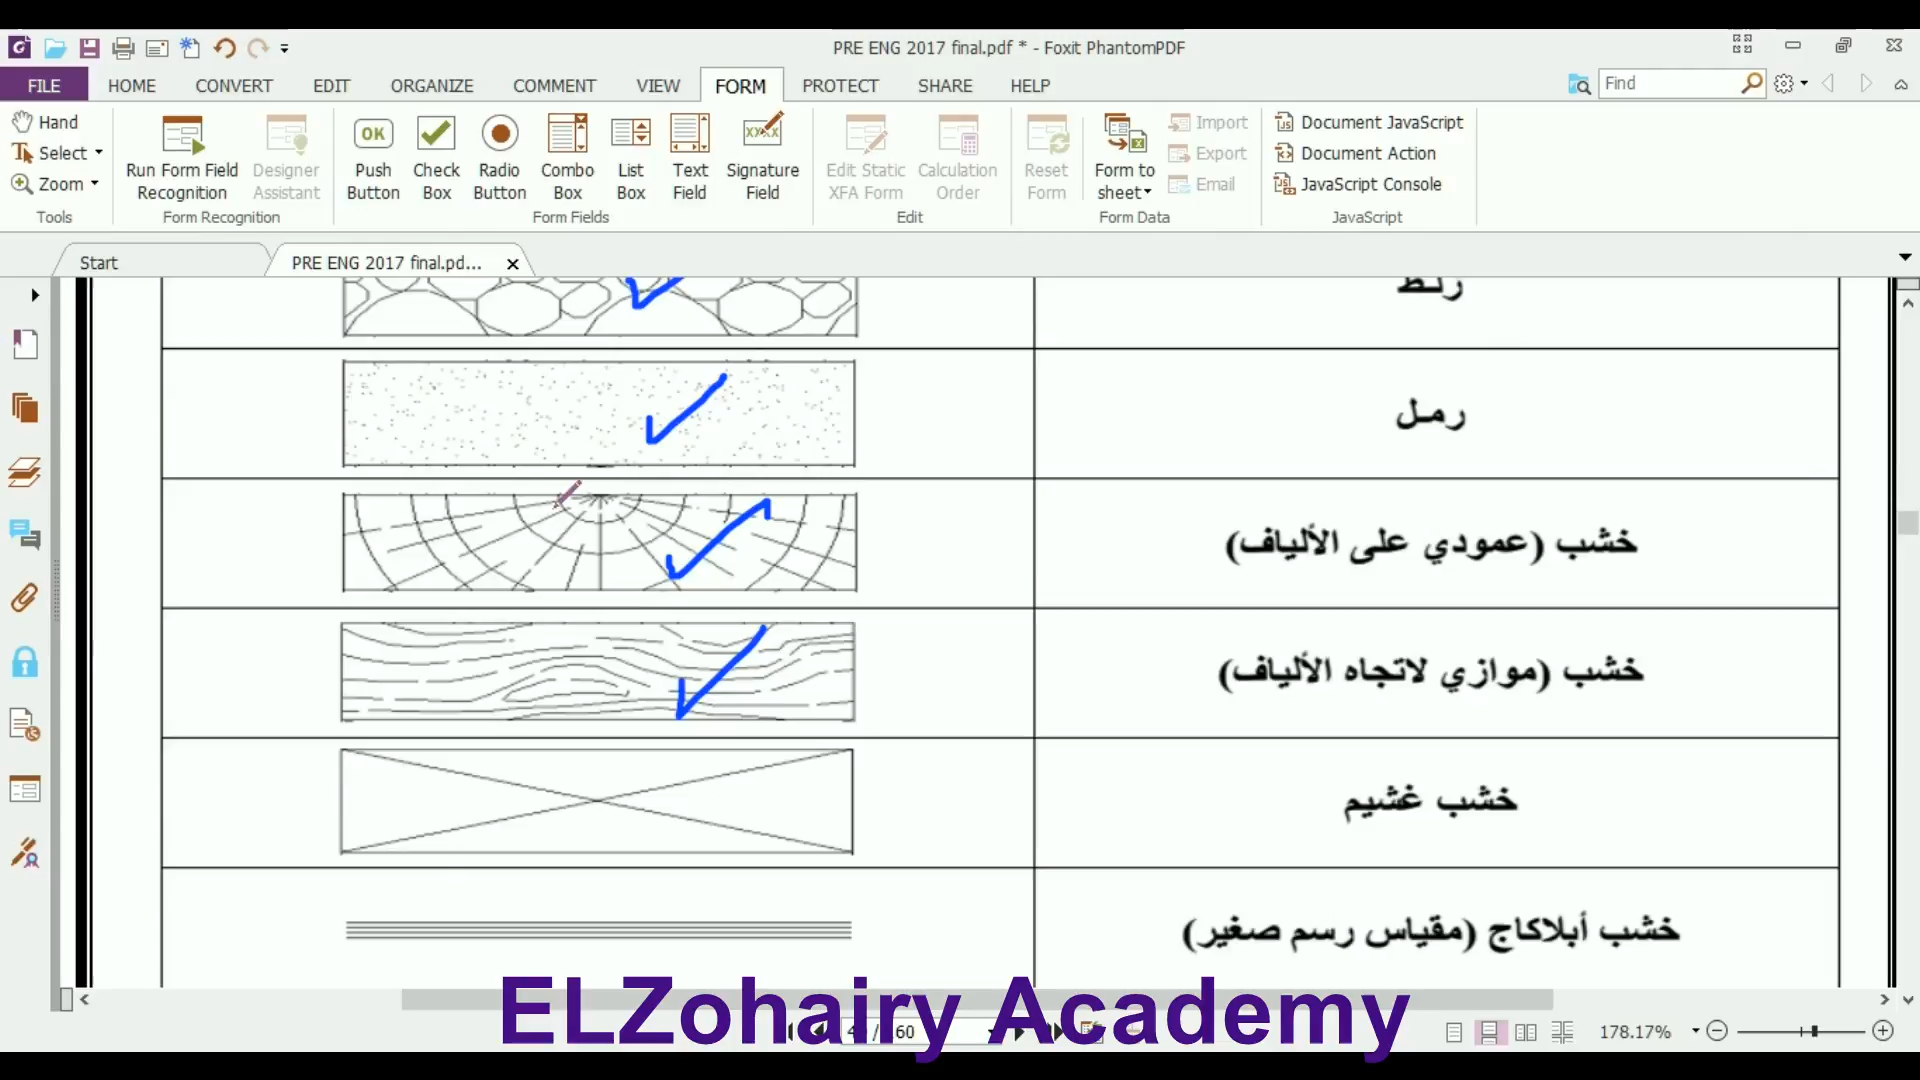 PRE ENG 2017 final.pdf * - Foxit PhantomPDF
FILE HOME CONVERT EDIT ORGANIZE COMMENT VIEW FORM PROTECT SHARE HELP Find
Hand
Select
Zoom
Tools
Run Form Field Recognition
Designer Assistant
Form Recognition
OK
Push Button
Check Box
Radio Button
Combo Box
List Box
Text Field
Signature Field
Form Fields
Edit Static XFA Form
Calculation Order
Edit
Reset Form
Form to sheet
Import
Export
Email
Form Data
Document JavaScript
Document Action
JavaScript Console
JavaScript
Start
PRE ENG 2017 final.pd...
زلط
رمل
خشب (عمودي على الألياف)
خشب (موازي لاتجاه الألياف)
خشب غشيم
خشب أبلاكاج (مقياس رسم صغير)
ELZohairy Academy
/ 60
178.17%